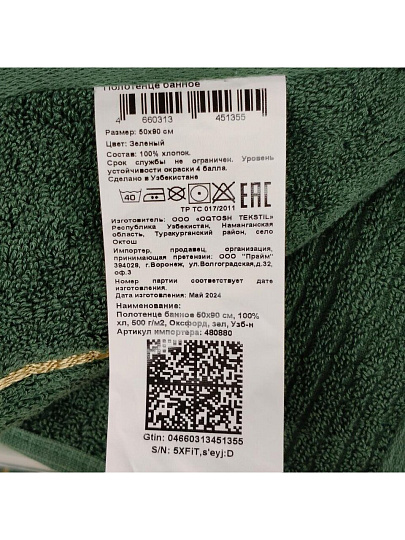 Полотенце банное
4 660313 451355
Размер: 50х90 см
Цвет: Зеленый
Состав: 100% хлопок.
Срок службы не ограничен. Уровень
устойчивости окраски 4 балла.
Сделано в Узбекистане
40
EAC
ТР ТС 017/2011
Изготовитель: ООО «OQTOSH TEKSTIL»
Республика Узбекистан, Наманганская
область, Туракурганский район, село
Октош
Импортер, продавец, организация,
принимающая претензии: ООО "Прайм"
394028, г.Воронеж, ул.Волгоградская,д.32,
оф.3
Номер партии соответствует дате
изготовления.
Дата изготовления: Май 2024
Наименование:
Полотенце банное 50х90 см, 100%
хл, 500 г/м2, Оксфорд, зел, Узб-н
Артикул импортера: 480880
Gtin: 04660313451355
S/N: 5XFiT,s'eyj:D